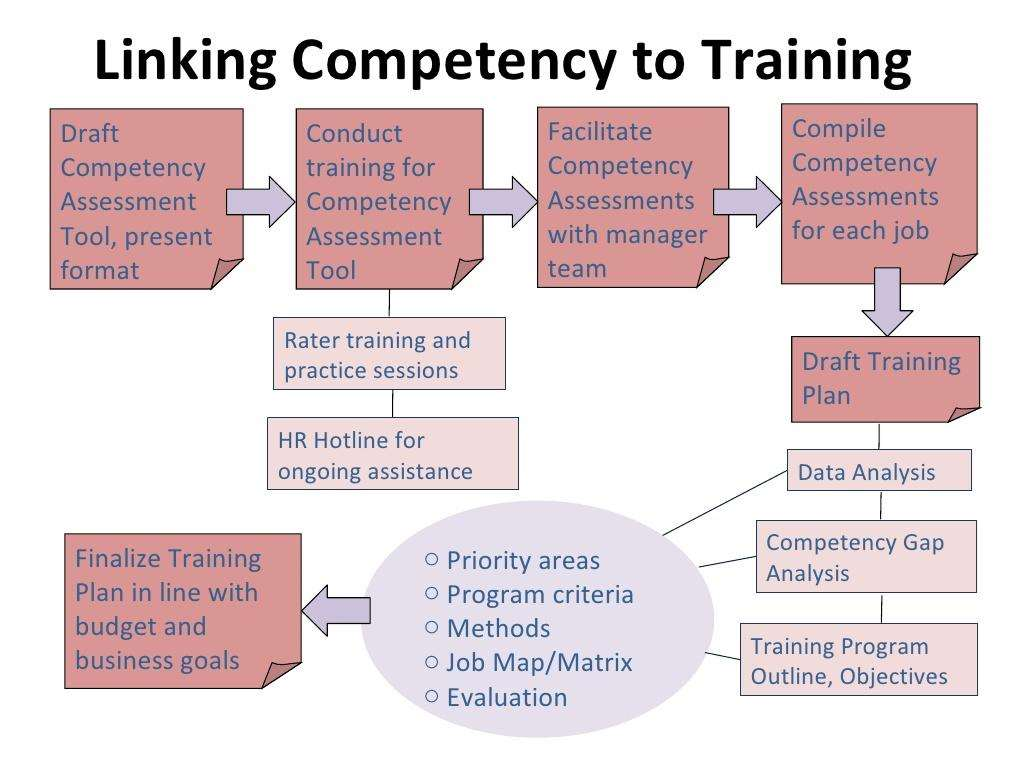 Linking Competency to Training
Draft
Competency
Assessment
Tool, present
format
Conduct
training for
Competency
Assessment
Tool
Facilitate
Competency
Assessments
with manager
team
Compile
Competency
Assessments
for each job
Rater training and
practice sessions
HR Hotline for
ongoing assistance
Draft Training
Plan
Data Analysis
Competency Gap
Analysis
Training Program
Outline, Objectives
○ Priority areas
○ Program criteria
○ Methods
○ Job Map/Matrix
○ Evaluation
Finalize Training
Plan in line with
budget and
business goals